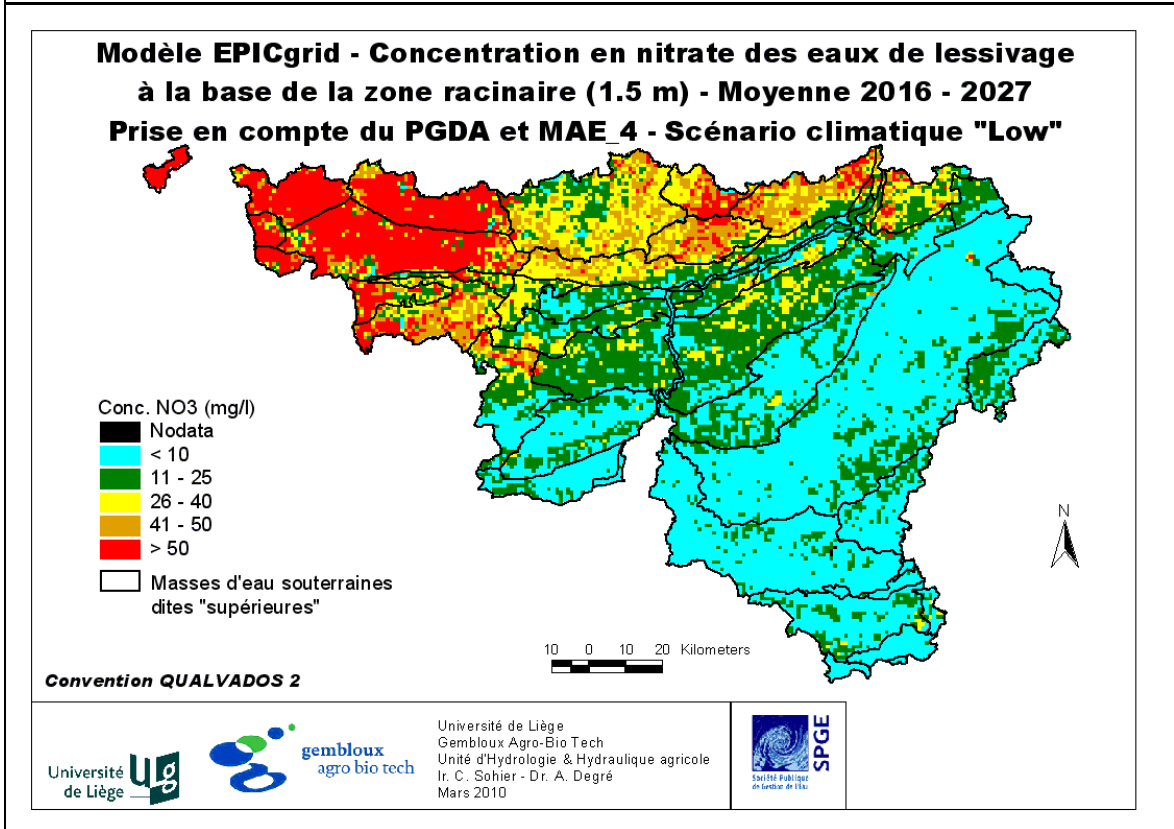 Modèle EPICgrid - Concentration en nitrate des eaux de lessivage
à la base de la zone racinaire (1.5 m) - Moyenne 2016 - 2027
Prise en compte du PGDA et MAE_4 - Scénario climatique "Low"
Conc. NO3 (mg/l)
Nodata
< 10
11 - 25
26 - 40
41 - 50
> 50
Masses d'eau souterraines
dites "supérieures"
N
10 0 10 20 Kilometers
Convention QUALVADOS 2
Université
de Liège
ULg
gembloux
agro bio tech
Université de Liège
Gembloux Agro-Bio Tech
Unité d'Hydrologie & Hydraulique agricole
Ir. C. Sohier - Dr. A. Degré
Mars 2010
SPGE
Société Publique
de Gestion de l'Eau